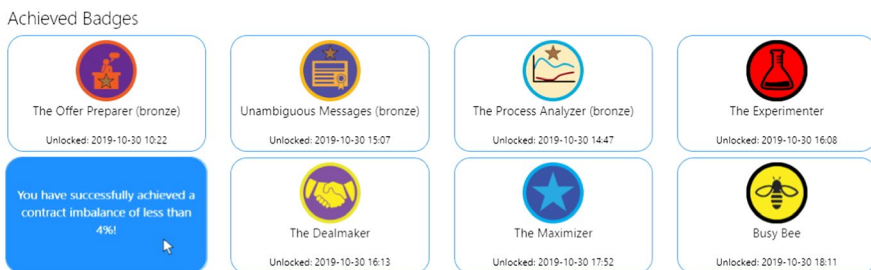 Achieved Badges
The Offer Preparer (bronze)
Unlocked: 2019-10-30 10:22
Unambiguous Messages (bronze)
Unlocked: 2019-10-30 15:07
The Process Analyzer (bronze)
Unlocked: 2019-10-30 14:47
The Experimenter
Unlocked: 2019-10-30 16:08
You have successfully achieved a
contract imbalance of less than
4%!
The Dealmaker
Unlocked: 2019-10-30 16:13
The Maximizer
Unlocked: 2019-10-30 17:52
Busy Bee
Unlocked: 2019-10-30 18:11